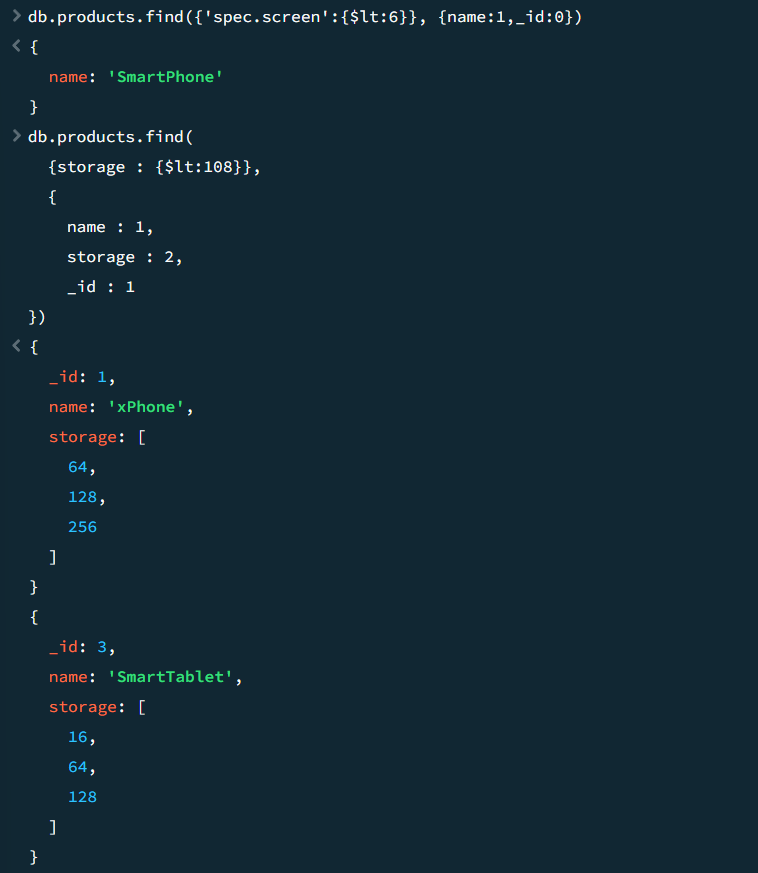 > db.products.find({'spec.screen':{$lt:6}}, {name:1,_id:0})
< {
name: 'SmartPhone'
}
> db.products.find(
{storage : {$lt:108}},
{
name : 1,
storage : 2,
_id : 1
})
< {
_id: 1,
name: 'xPhone',
storage: [
64,
128,
256
]
}
{
_id: 3,
name: 'SmartTablet',
storage: [
16,
64,
128
]
}